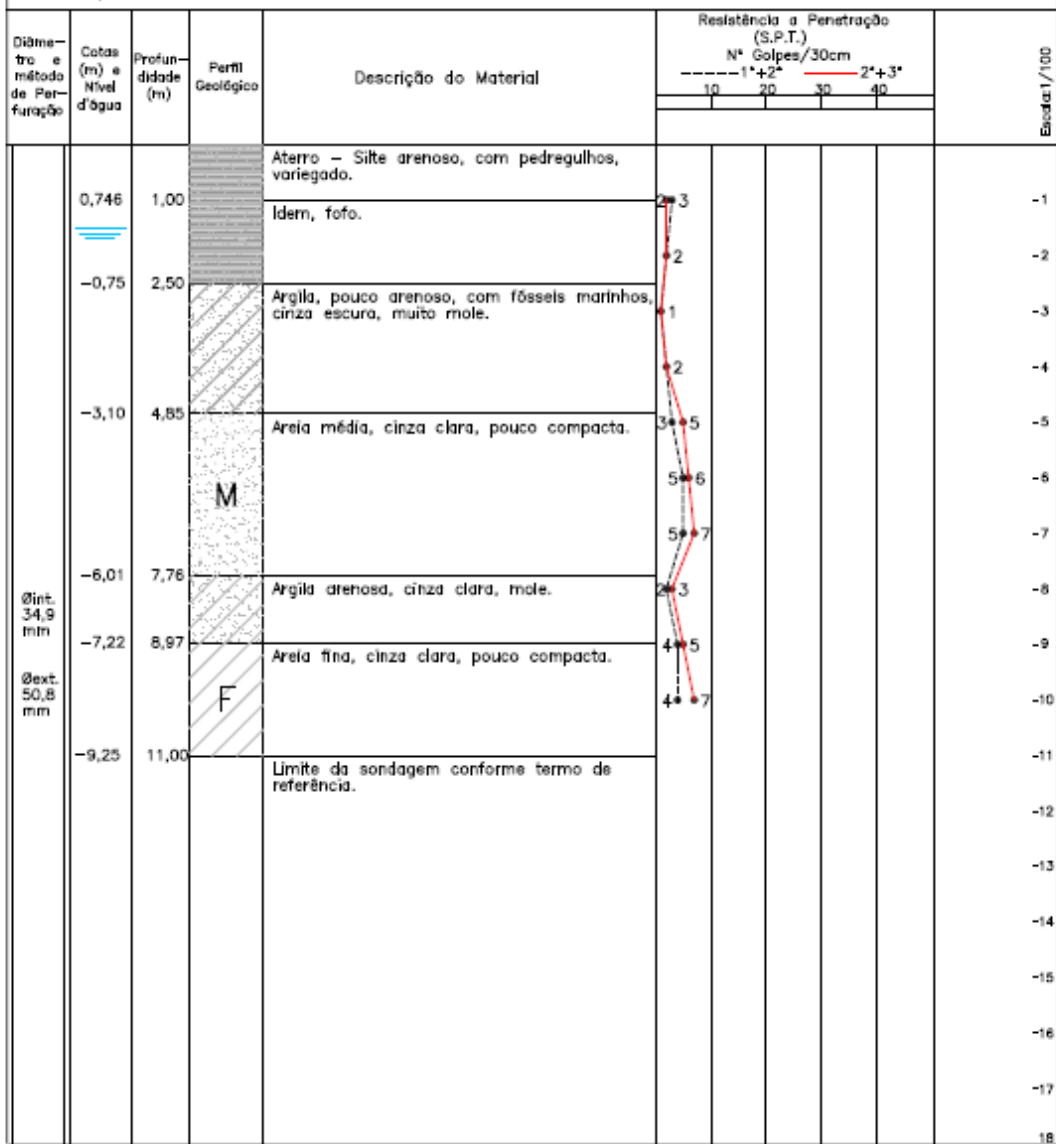 Diâme-
tro e
método
de Per-
furação
Cotas
(m) e
Nível
d'água
Profun-
didade
(m)
Perfil
Geológico
Descrição do Material
Resistência a Penetração
(S.P.T.)
N° Golpes/30cm
1ª+2ª 2ª+3ª
10 20 30 40
Escala:1/100
Aterro – Silte arenoso, com pedregulhos,
variegado.
0,746 1,00 2 3 -1
Idem, fofo.
2 -2
-0,75 2,50
Argila, pouco arenoso, com fósseis marinhos,
cinza escura, muito mole.
1 -3
2 -4
-3,10 4,85
Areia média, cinza clara, pouco compacta.
3 5 -5
M
5 6 -6
5 7 -7
-6,01 7,76
Argila arenosa, cinza clara, mole.
2 3 -8
Øint.
34,9
mm
-7,22 8,97
4 5 -9
Areia fina, cinza clara, pouco compacta.
Øext.
50,8
mm
F
4 7 -10
-9,25 11,00 -11
Limite da sondagem conforme termo de
referência.
-12
-13
-14
-15
-16
-17
18